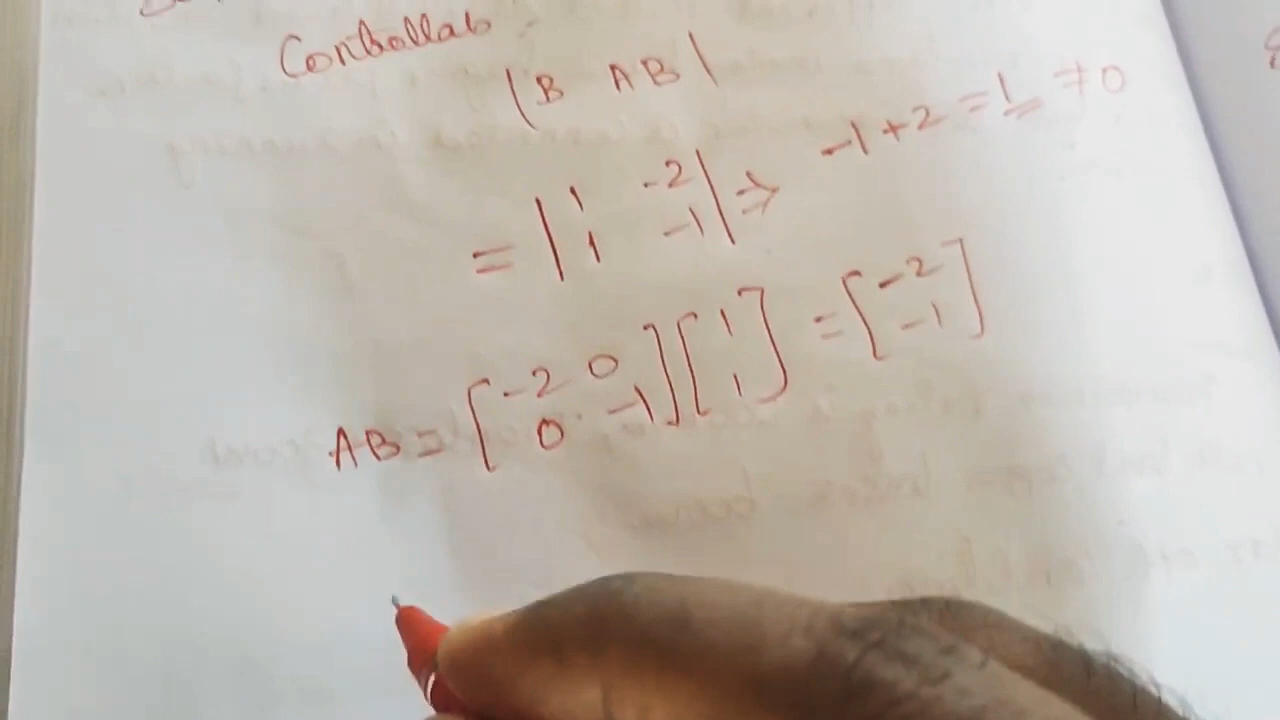 Controllab
| B AB |
-1 + 2 = 1 ≠ 0
= | 1 -2 | ⇒
1 -1
AB = [ -2 0 ] [ 1 ] = [ -2 ]
0 -1 1 -1